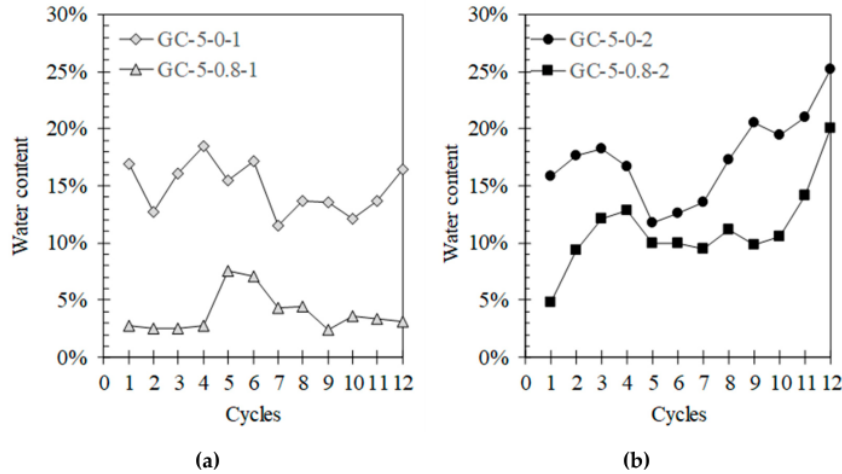 30%
25%
20%
15%
10%
5%
0%
Water content
GC-5-0-1
GC-5-0.8-1
0 1 2 3 4 5 6 7 8 9 10 11 12
Cycles
(a)
30%
25%
20%
15%
10%
5%
0%
Water content
GC-5-0-2
GC-5-0.8-2
0 1 2 3 4 5 6 7 8 9 10 11 12
Cycles
(b)